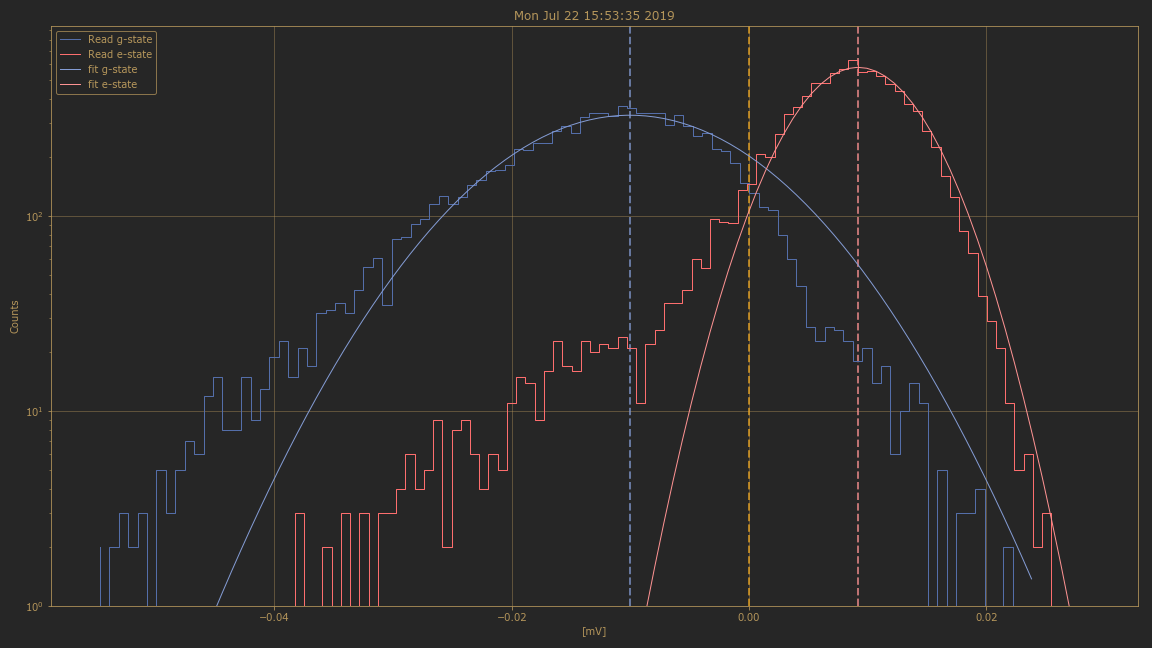 Mon Jul 22 15:53:35 2019
Read g-state
Read e-state
fit g-state
fit e-state
Counts
10²
10¹
10⁰
−0.04
−0.02
0.00
0.02
[mV]